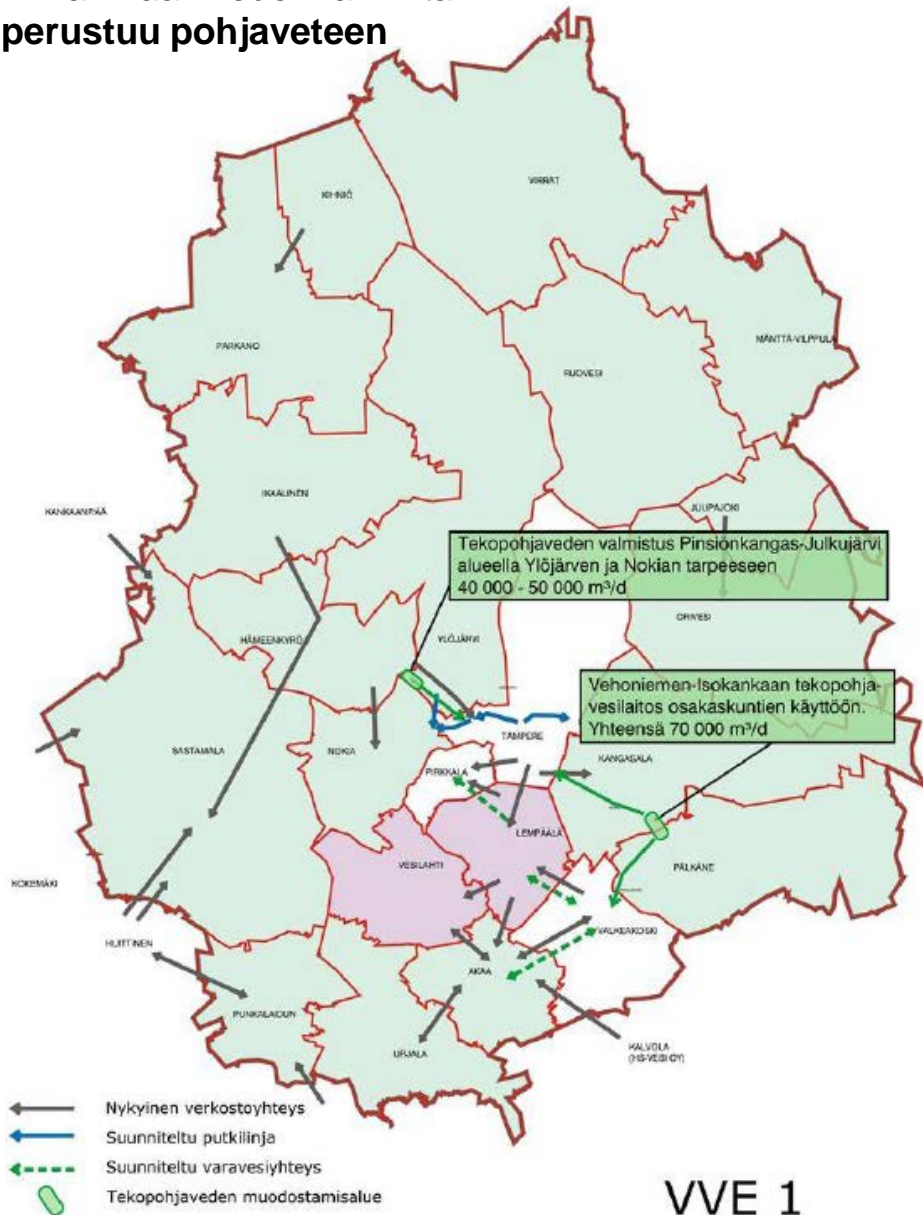 perustuu pohjaveteen
VIRRAT
KIHNIÖ
PARKANO
MÄNTTÄ-VILPPULA
RUOVESI
IKAALINEN
KANKAANPÄÄ
JUUPAJOKI
Tekopohjaveden valmistus Pinsiönkangas-Julkujärvi
alueella Ylöjärven ja Nokian tarpeeseen
40 000 - 50 000 m³/d
ORIVESI
HÄMEENKYRÖ
YLÖJÄRVI
Vehoniemen-Isokankaan tekopohja-
vesilaitos osakaskuntien käyttöön.
Yhteensä 70 000 m³/d
SASTAMALA
NOKIA
TAMPERE
KANGASALA
PIRKKALA
LEMPÄÄLÄ
VESILAHTI
PÄLKÄNE
KOKEMÄKI
VALKEAKOSKI
HUITTINEN
AKAA
PUNKALAIDUN
URJALA
KALVOLA
(HS-VESI OY)
Nykyinen verkostoyhteys
Suunniteltu putkilinja
Suunniteltu varavesiyhteys
Tekopohjaveden muodostamisalue
VVE 1